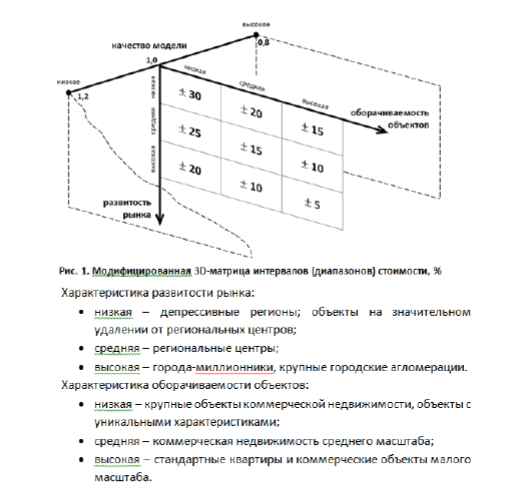 высокое
0,8
качество модели
1,0
низкое
1,2
низкая
средняя
высокая
оборачиваемость
объектов
низкая
средняя
высокая
± 30
± 20
± 15
± 25
± 15
± 10
± 20
± 10
± 5
развитость
рынка
Рис. 1. Модифицированная 3D-матрица интервалов (диапазонов) стоимости, %
Характеристика развитости рынка:
• низкая – депрессивные регионы; объекты на значительном
удалении от региональных центров;
• средняя – региональные центры;
• высокая – города-миллионники, крупные городские агломерации.
Характеристика оборачиваемости объектов:
• низкая – крупные объекты коммерческой недвижимости, объекты с
уникальными характеристиками;
• средняя – коммерческая недвижимость среднего масштаба;
• высокая – стандартные квартиры и коммерческие объекты малого
масштаба.